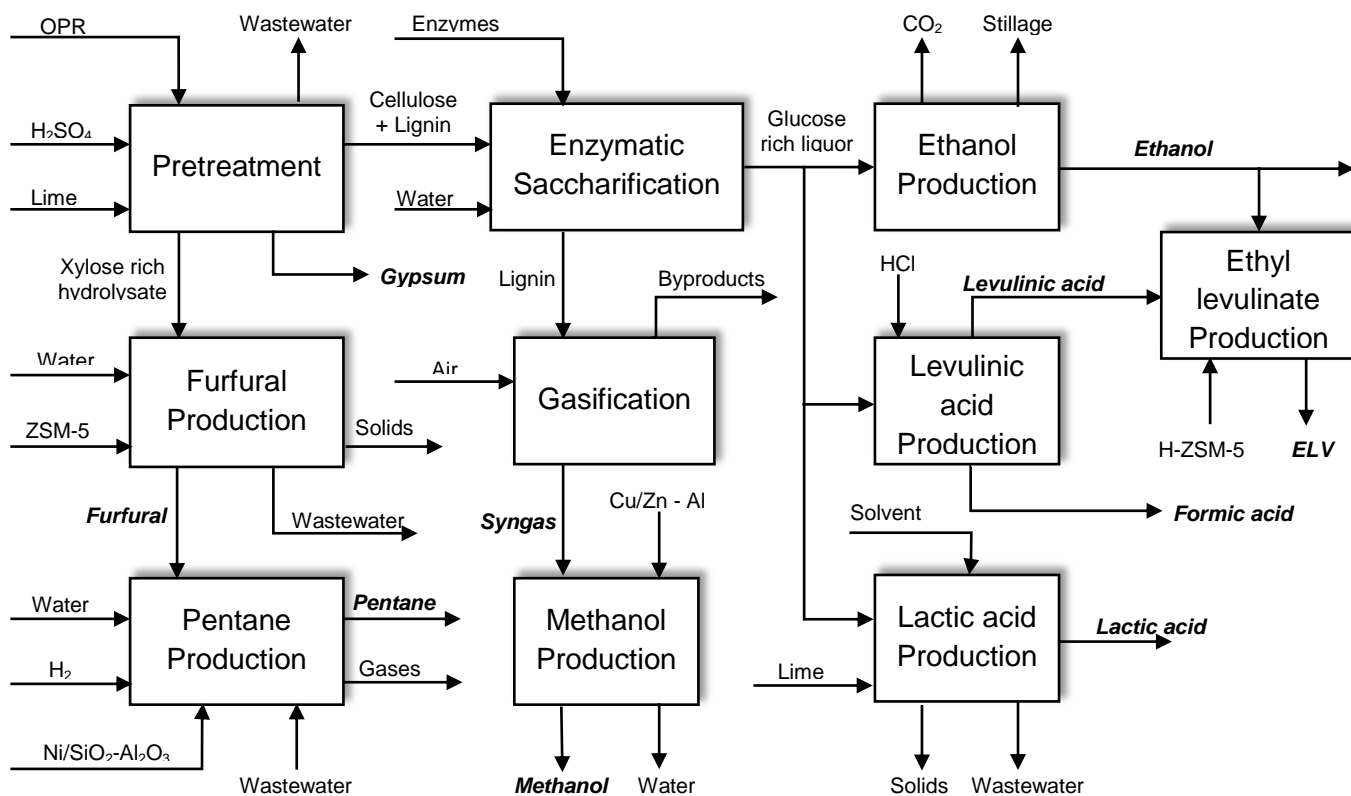 OPR
Wastewater
Enzymes
CO₂
Stillage
H₂SO₄
Lime
Pretreatment
Cellulose
+ Lignin
Water
Enzymatic
Saccharification
Glucose
rich liquor
Ethanol
Production
Ethanol
Xylose rich
hydrolysate
Gypsum
Lignin
Byproducts
HCl
Levulinic acid
Ethyl
levulinate
Production
Water
ZSM-5
Furfural
Production
Solids
Air
Gasification
Levulinic
acid
Production
H-ZSM-5
ELV
Furfural
Wastewater
Syngas
Cu/Zn - Al
Solvent
Formic acid
Water
H₂
Pentane
Production
Pentane
Gases
Methanol
Production
Lime
Lactic acid
Production
Lactic acid
Ni/SiO₂-Al₂O₃
Wastewater
Methanol
Water
Solids
Wastewater